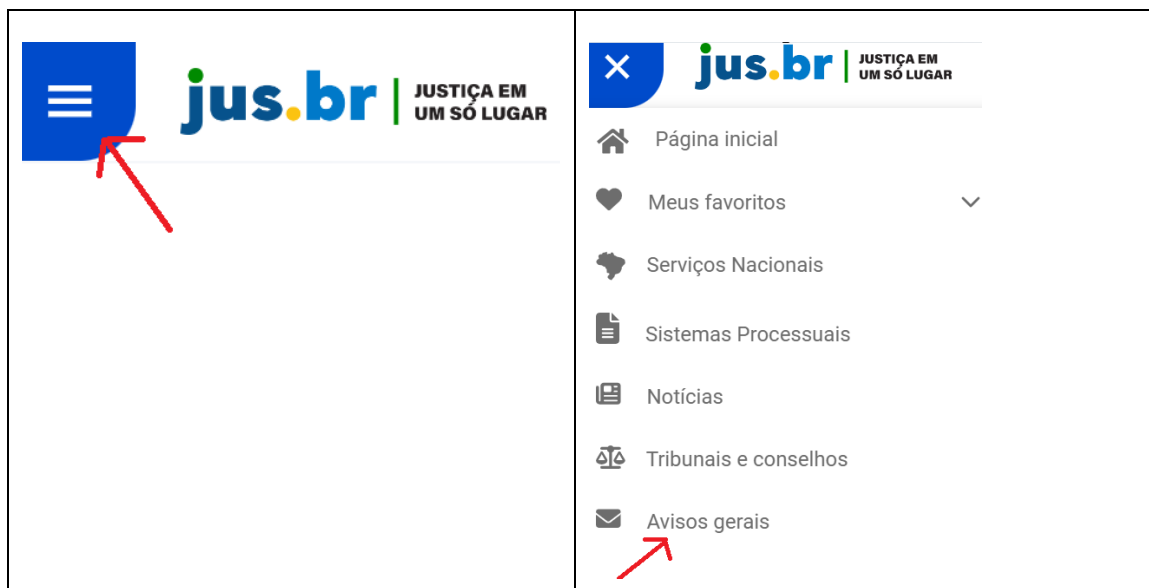 jus.br
JUSTIÇA EM
UM SÓ LUGAR
jus.br
JUSTIÇA EM
UM SÓ LUGAR
Página inicial
Meus favoritos
Serviços Nacionais
Sistemas Processuais
Notícias
Tribunais e conselhos
Avisos gerais